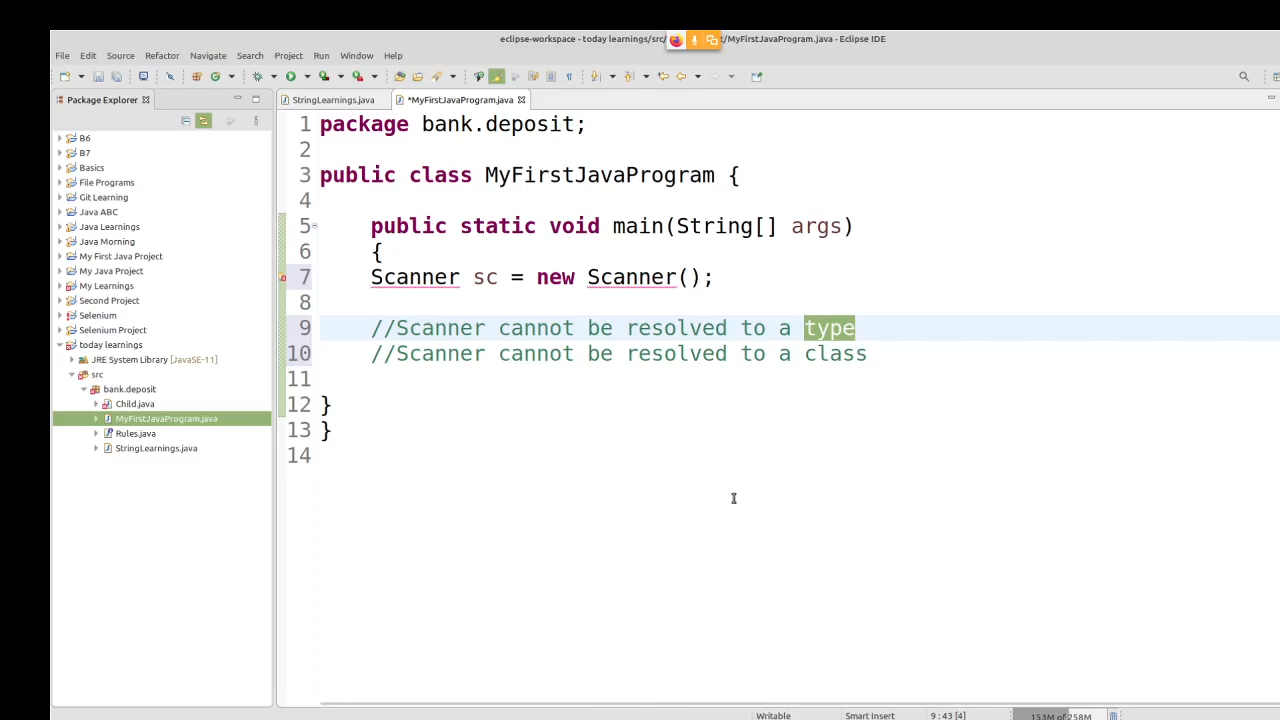 eclipse-workspace - today learnings/src/ t/MyFirstJavaProgram.java - Eclipse IDE
File Edit Source Refactor Navigate Search Project Run Window Help
Package Explorer
StringLearnings.java
*MyFirstJavaProgram.java
B6
B7
Basics
File Programs
Git Learning
Java ABC
Java Learnings
Java Morning
My First Java Project
My Java Project
My Learnings
Second Project
Selenium
Selenium Project
today learnings
JRE System Library [JavaSE-11]
src
bank.deposit
Child.java
MyFirstJavaProgram.java
Rules.java
StringLearnings.java
1 package bank.deposit;
2
3 public class MyFirstJavaProgram {
4
5 public static void main(String[] args)
6 {
7 Scanner sc = new Scanner();
8
9 //Scanner cannot be resolved to a type
10 //Scanner cannot be resolved to a class
11
12 }
13 }
14
Writable Smart Insert 9:43 [4] 153M of 258M